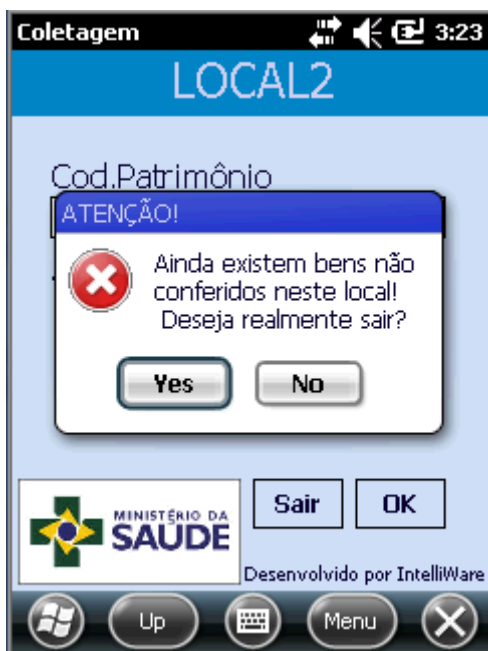 Coletagem 3:23
LOCAL2
Cod.Patrimônio
ATENÇÃO!
Ainda existem bens não
conferidos neste local!
Deseja realmente sair?
Yes No
MINISTÉRIO DA
SAÚDE
Sair OK
Desenvolvido por IntelliWare
Up Menu